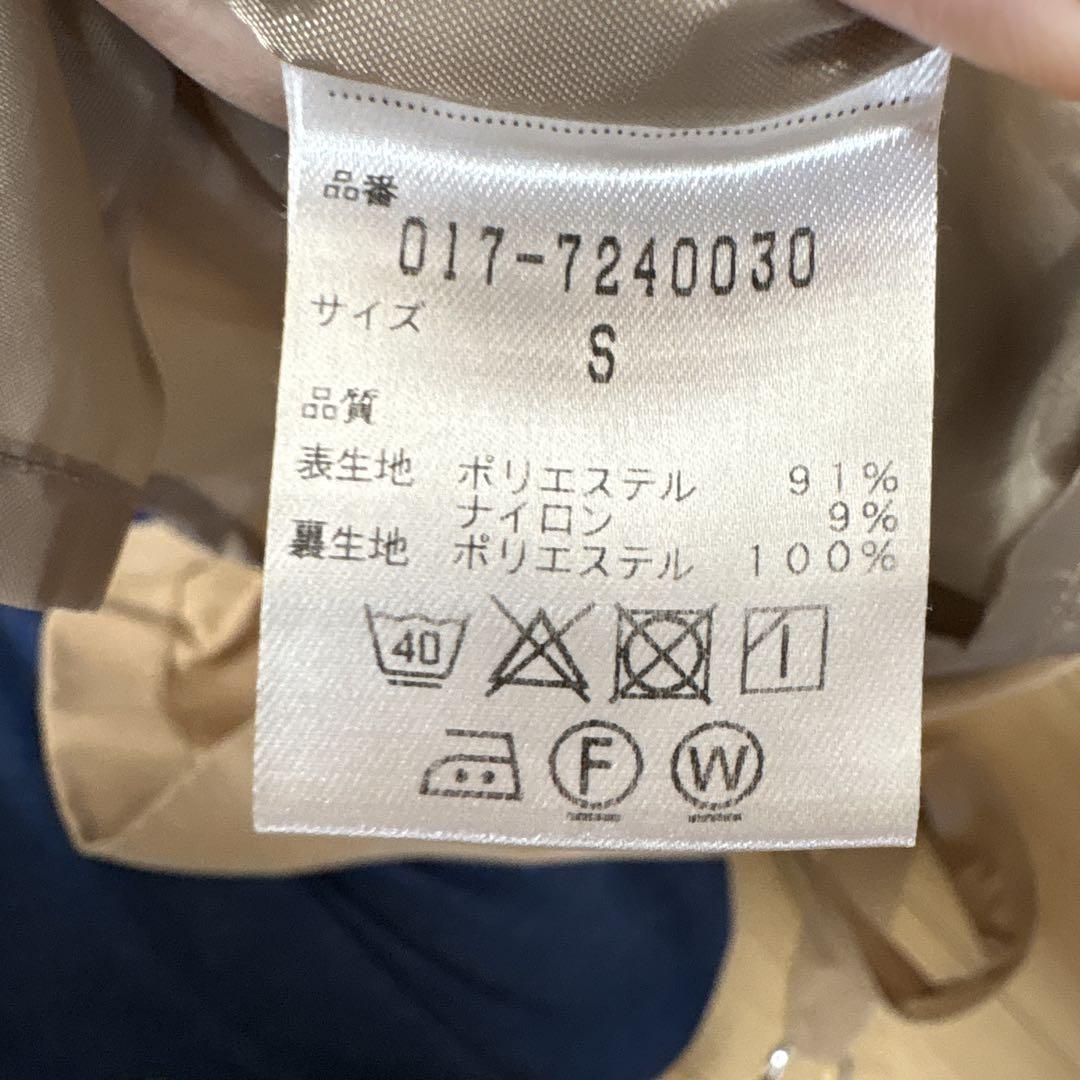 品番
017-7240030
サイズ
S
品質
表生地 ポリエステル 91%
ナイロン 9%
裏生地 ポリエステル 100%
40
F
W